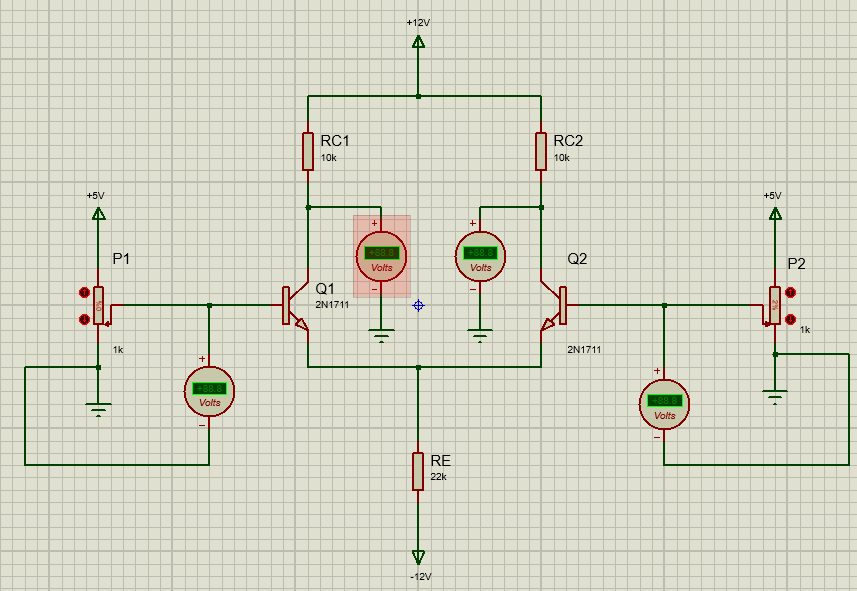 +12V
RC1
10k
RC2
10k
+5V
+5V
P1
P2
+
+
Volts
Volts
Q1
2N1711
Q2
2N1711
1k
1k
+
Volts
+
Volts
RE
22k
-12V